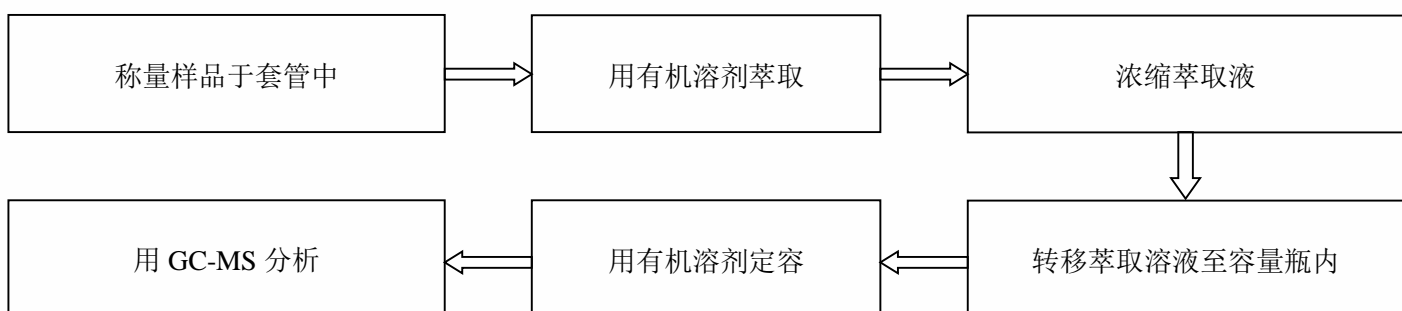 称量样品于套管中
用有机溶剂萃取
浓缩萃取液
转移萃取溶液至容量瓶内
用有机溶剂定容
用 GC-MS 分析